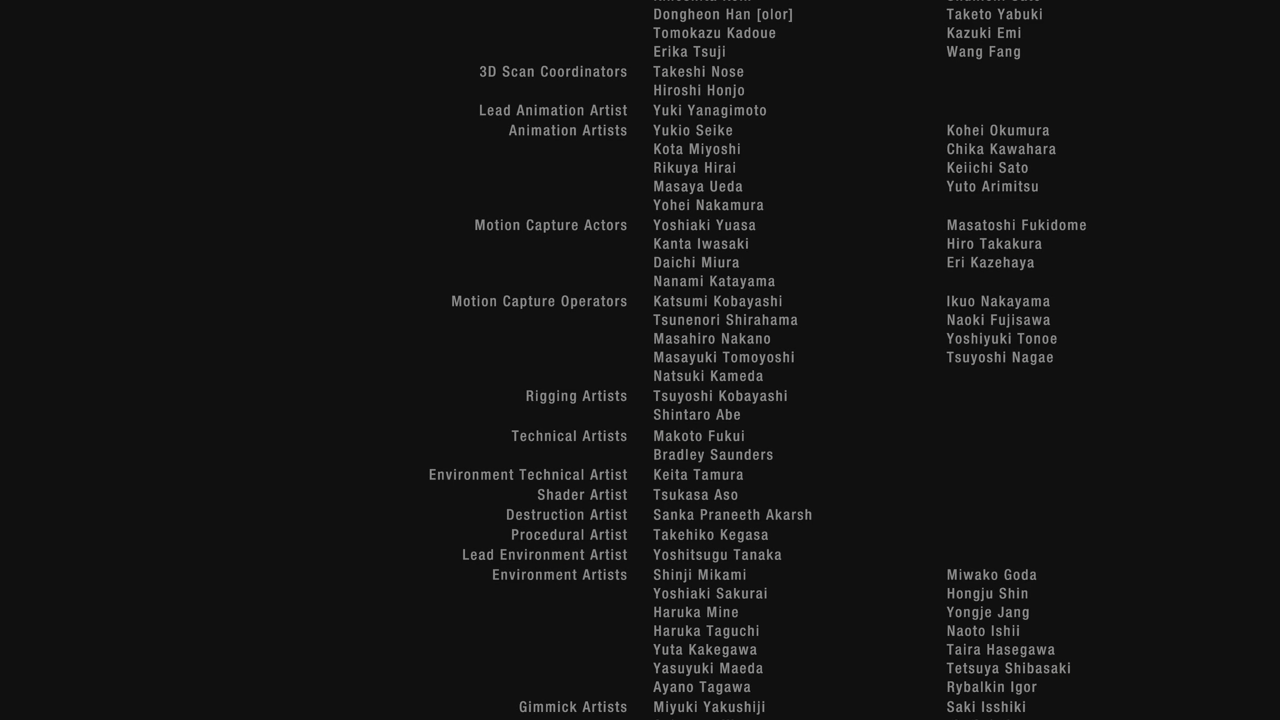 Dongheon Han [olor] Taketo Yabuki
Tomokazu Kadoue Kazuki Emi
Erika Tsuji Wang Fang
3D Scan Coordinators Takeshi Nose
Hiroshi Honjo
Lead Animation Artist Yuki Yanagimoto
Animation Artists Yukio Seike Kohei Okumura
Kota Miyoshi Chika Kawahara
Rikuya Hirai Keiichi Sato
Masaya Ueda Yuto Arimitsu
Yohei Nakamura
Motion Capture Actors Yoshiaki Yuasa Masatoshi Fukidome
Kanta Iwasaki Hiro Takakura
Daichi Miura Eri Kazehaya
Nanami Katayama
Motion Capture Operators Katsumi Kobayashi Ikuo Nakayama
Tsunenori Shirahama Naoki Fujisawa
Masahiro Nakano Yoshiyuki Tonoe
Masayuki Tomoyoshi Tsuyoshi Nagae
Natsuki Kameda
Rigging Artists Tsuyoshi Kobayashi
Shintaro Abe
Technical Artists Makoto Fukui
Bradley Saunders
Environment Technical Artist Keita Tamura
Shader Artist Tsukasa Aso
Destruction Artist Sanka Praneeth Akarsh
Procedural Artist Takehiko Kegasa
Lead Environment Artist Yoshitsugu Tanaka
Environment Artists Shinji Mikami Miwako Goda
Yoshiaki Sakurai Hongju Shin
Haruka Mine Yongje Jang
Haruka Taguchi Naoto Ishii
Yuta Kakegawa Taira Hasegawa
Yasuyuki Maeda Tetsuya Shibasaki
Ayano Tagawa Rybalkin Igor
Gimmick Artists Miyuki Yakushiji Saki Isshiki